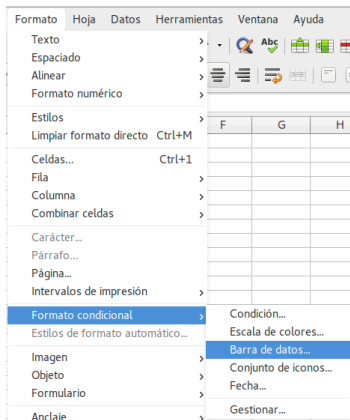 Formato Hoja Datos Herramientas Ventana Ayuda
Texto
Espaciado
Abc
Alinear
Formato numérico
Estilos
Limpiar formato directo Ctrl+M
F G H
Celdas... Ctrl+1
Fila
Columna
Combinar celdas
Carácter...
Párrafo...
Página...
Intervalos de impresión
Formato condicional
Condición...
Estilos de formato automático...
Escala de colores...
Barra de datos...
Imagen
Conjunto de iconos...
Objeto
Fecha...
Formulario
Gestionar...
Anclaje